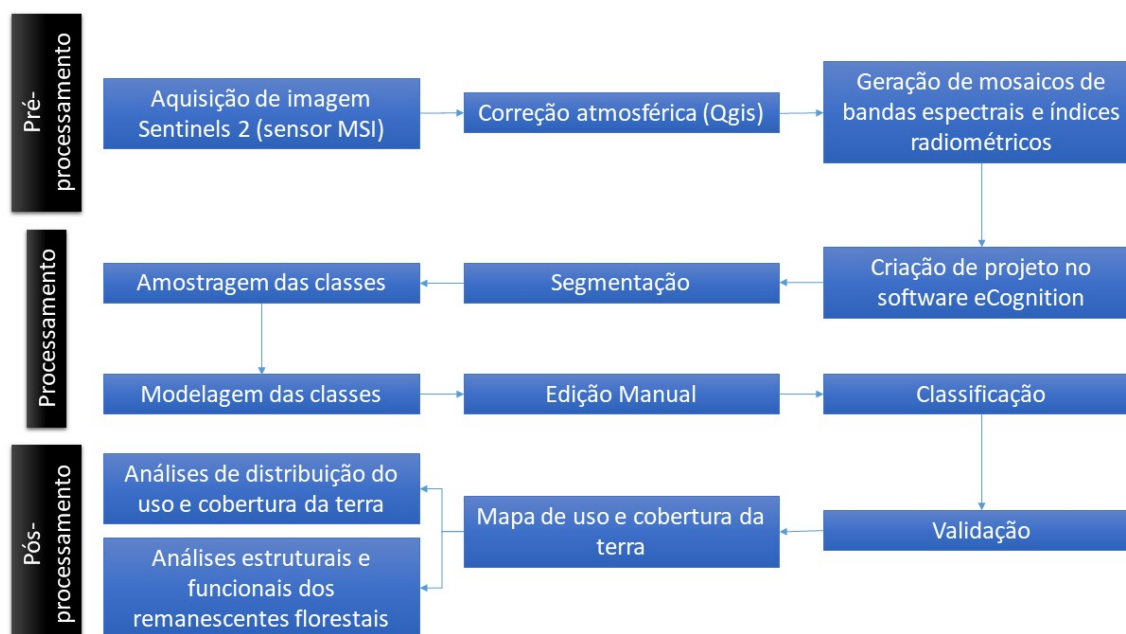 Pré-
processamento
Aquisição de imagem
Sentinels 2 (sensor MSI)
Correção atmosférica (Qgis)
Geração de mosaicos de
bandas espectrais e índices
radiométricos
Processamento
Criação de projeto no
software eCognition
Segmentação
Amostragem das classes
Modelagem das classes
Edição Manual
Classificação
Pós-
processamento
Validação
Mapa de uso e cobertura da
terra
Análises de distribuição do
uso e cobertura da terra
Análises estruturais e
funcionais dos
remanescentes florestais